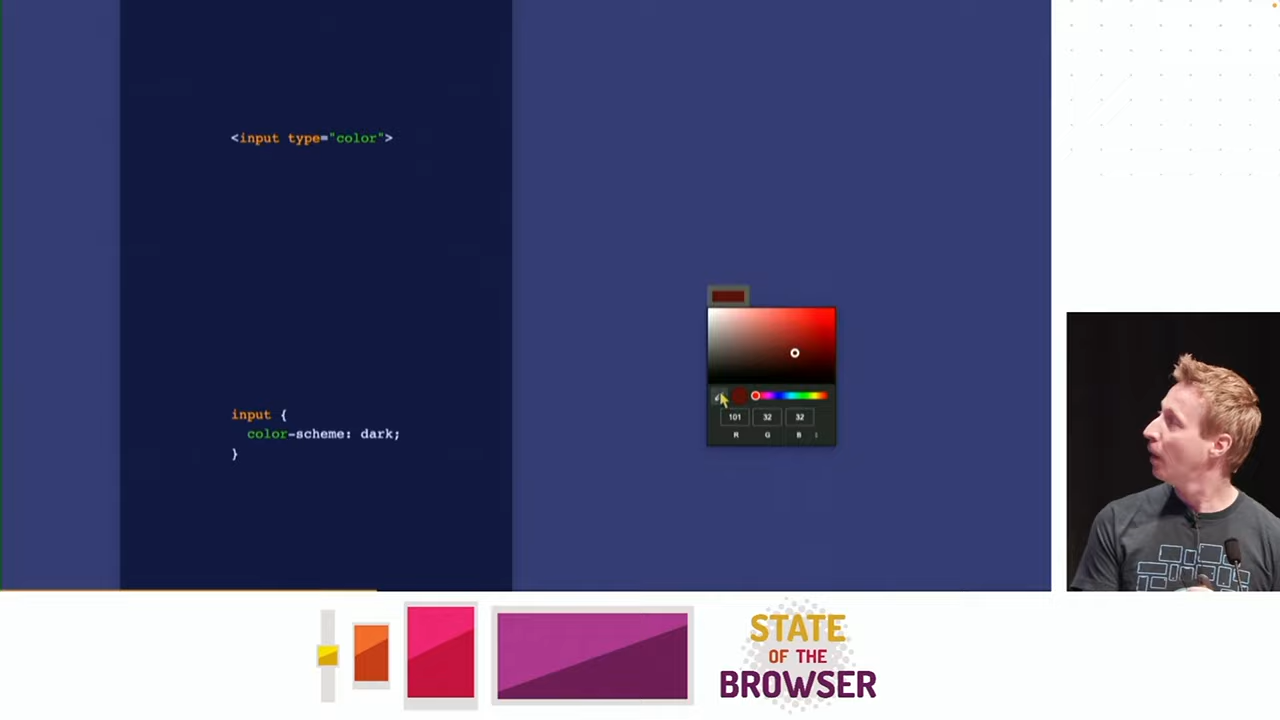 <input type="color">
input {
color-scheme: dark;
}
101 32 32
R G B
STATE
OF THE
BROWSER